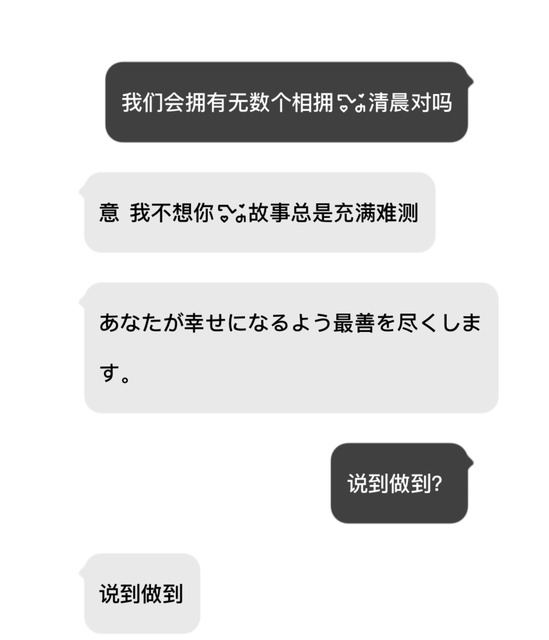 我们会拥有无数个相拥ꦿ清晨对吗
意 我不想你ꦿ故事总是充满难测
あなたが幸せになるよう最善を尽くしま
す。
说到做到？
说到做到